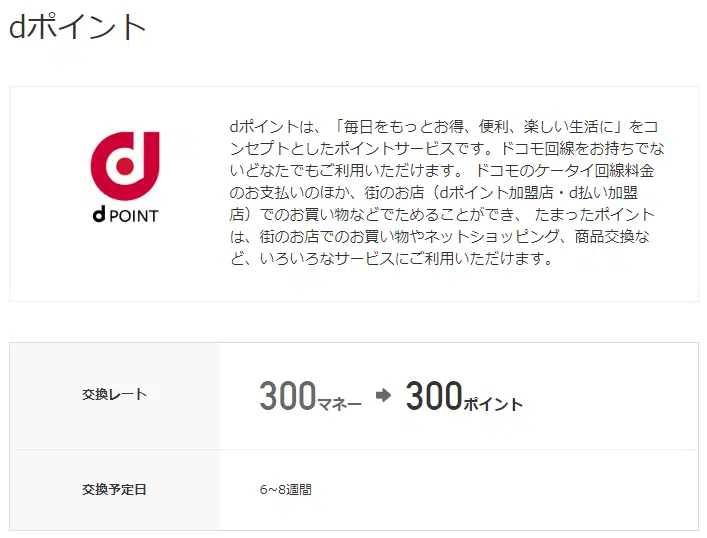 dポイント
dポイントは、「毎日をもっとお得、便利、楽しい生活に」をコ
ンセプトとしたポイントサービスです。ドコモ回線をお持ちでな
いどなたでもご利用いただけます。 ドコモのケータイ回線料金
のお支払いのほか、街のお店（dポイント加盟店・d払い加盟
店）でのお買い物などでためることができ、 たまったポイント
は、街のお店でのお買い物やネットショッピング、商品交換な
ど、いろいろなサービスにご利用いただけます。
d POINT
交換レート
300マネー ➡ 300ポイント
交換予定日
6~8週間